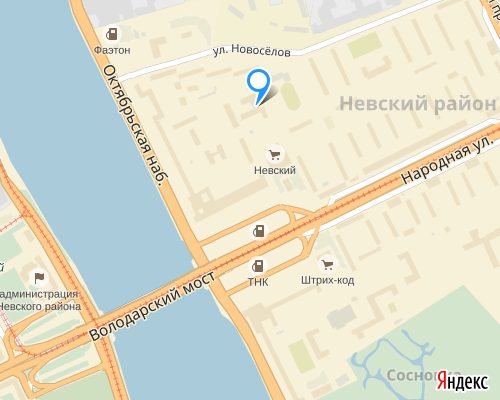 Фаэтон
ул. Новосёлов
Октябрьская наб.
Невский район
Народная ул.
Невский
администрация
Невского района
Володарский мост
ТНК
Штрих-код
Яндекс